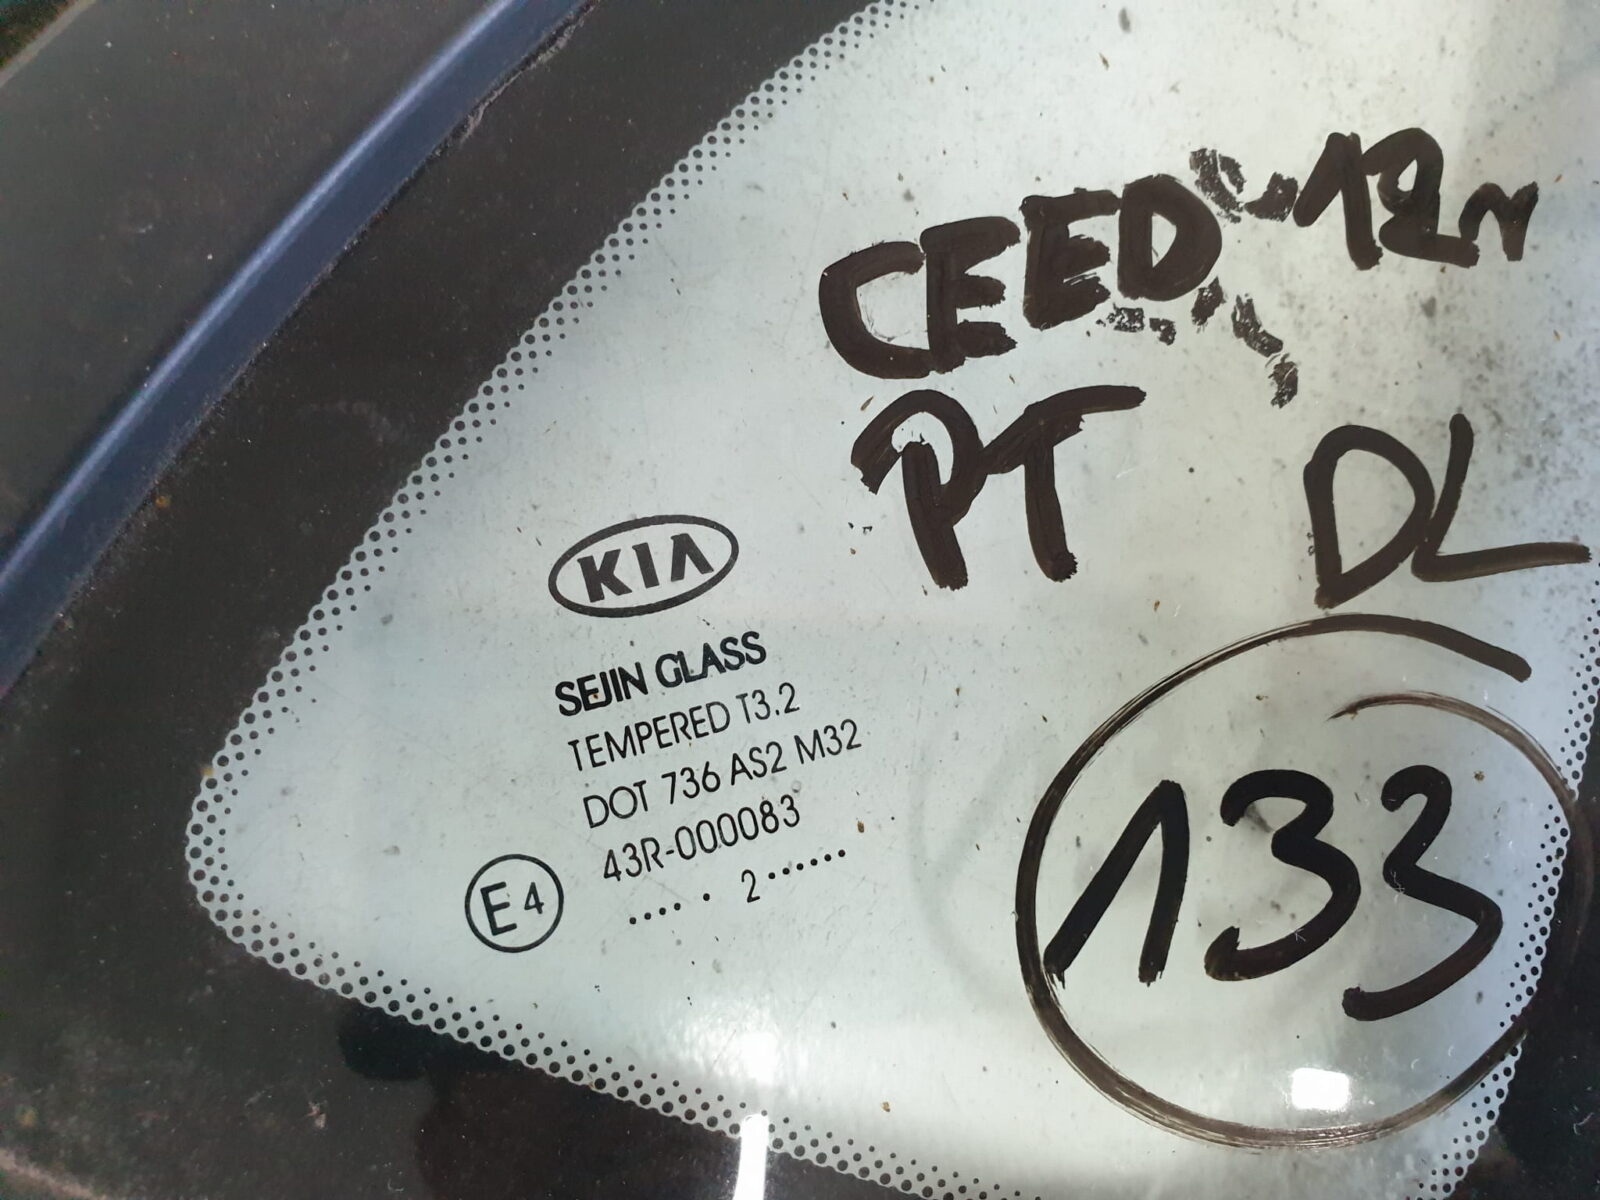 CEED 12r
PT DL
KIA
SEJIN GLASS
TEMPERED T3.2
DOT 736 AS2 M32
43R-000083
E4
.... . 2 ......
133